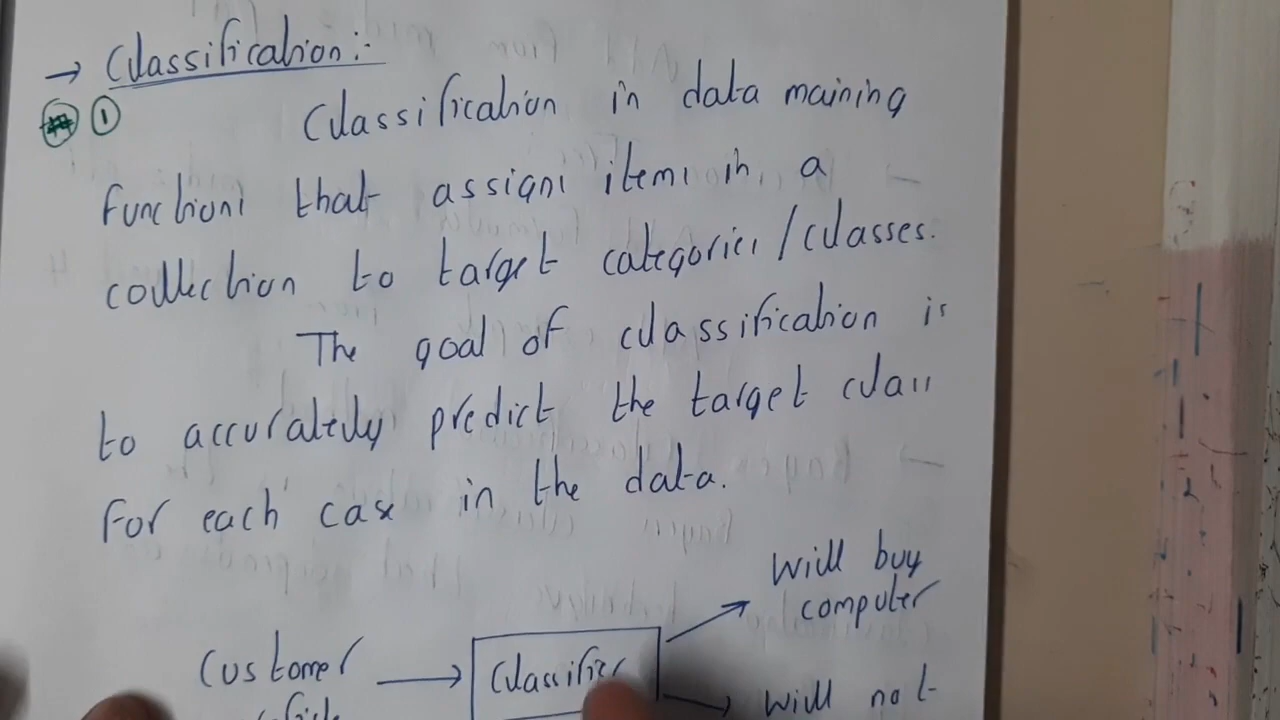 → Classification :-
① Classification in data maining
functions that assigns items in a
collection to target categories/classes.
The goal of classification is
to accurately predict the target class
for each case in the data.
will buy
computer
Customer → Classifier
will not